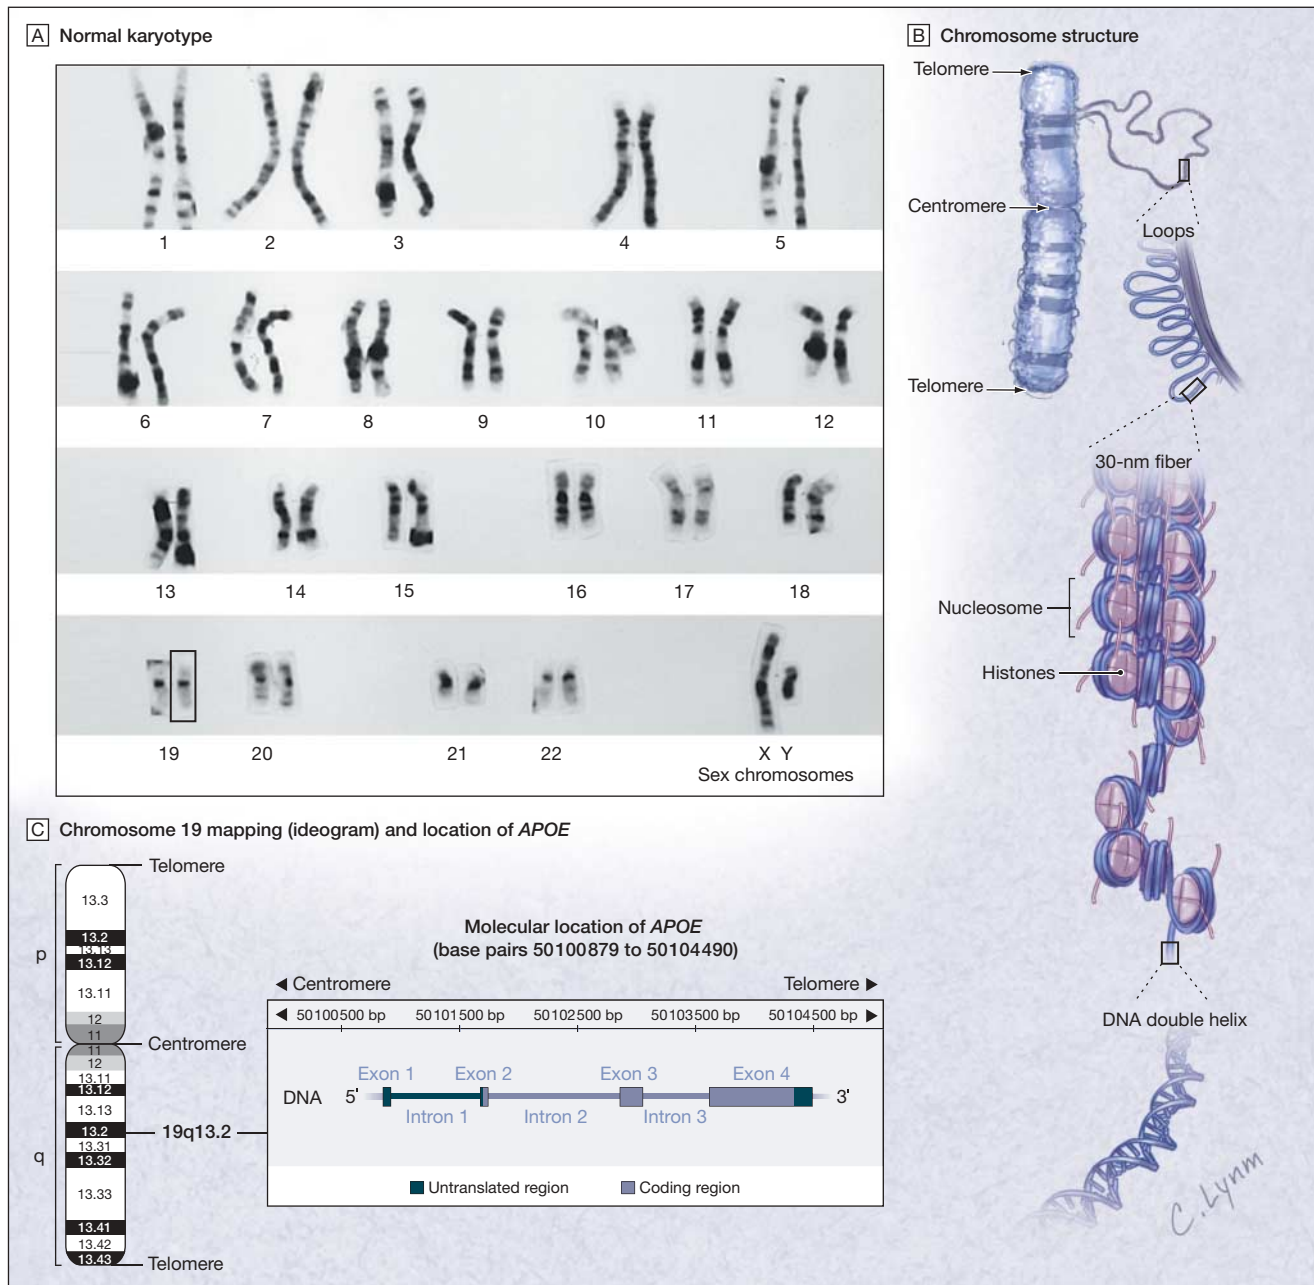 A Normal karyotype
1 2 3 4 5
6 7 8 9 10 11 12
13 14 15 16 17 18
19 20 21 22 X Y
Sex chromosomes
B Chromosome structure
Telomere
Centromere
Loops
Telomere
30-nm fiber
Nucleosome
Histones
DNA double helix
C. Lynm
C Chromosome 19 mapping (ideogram) and location of APOE
Telomere
p
13.3
13.2
13.13
13.12
13.11
12
11
Centromere
q
11
12
13.11
13.12
13.13
13.2
19q13.2
13.31
13.32
13.33
13.41
13.42
13.43
Telomere
Molecular location of APOE
(base pairs 50100879 to 50104490)
◀ Centromere Telomere ▶
◀ 50100500 bp 50101500 bp 50102500 bp 50103500 bp 50104500 bp ▶
Exon 1 Exon 2 Exon 3 Exon 4
DNA 5' 3'
Intron 1 Intron 2 Intron 3
Untranslated region Coding region